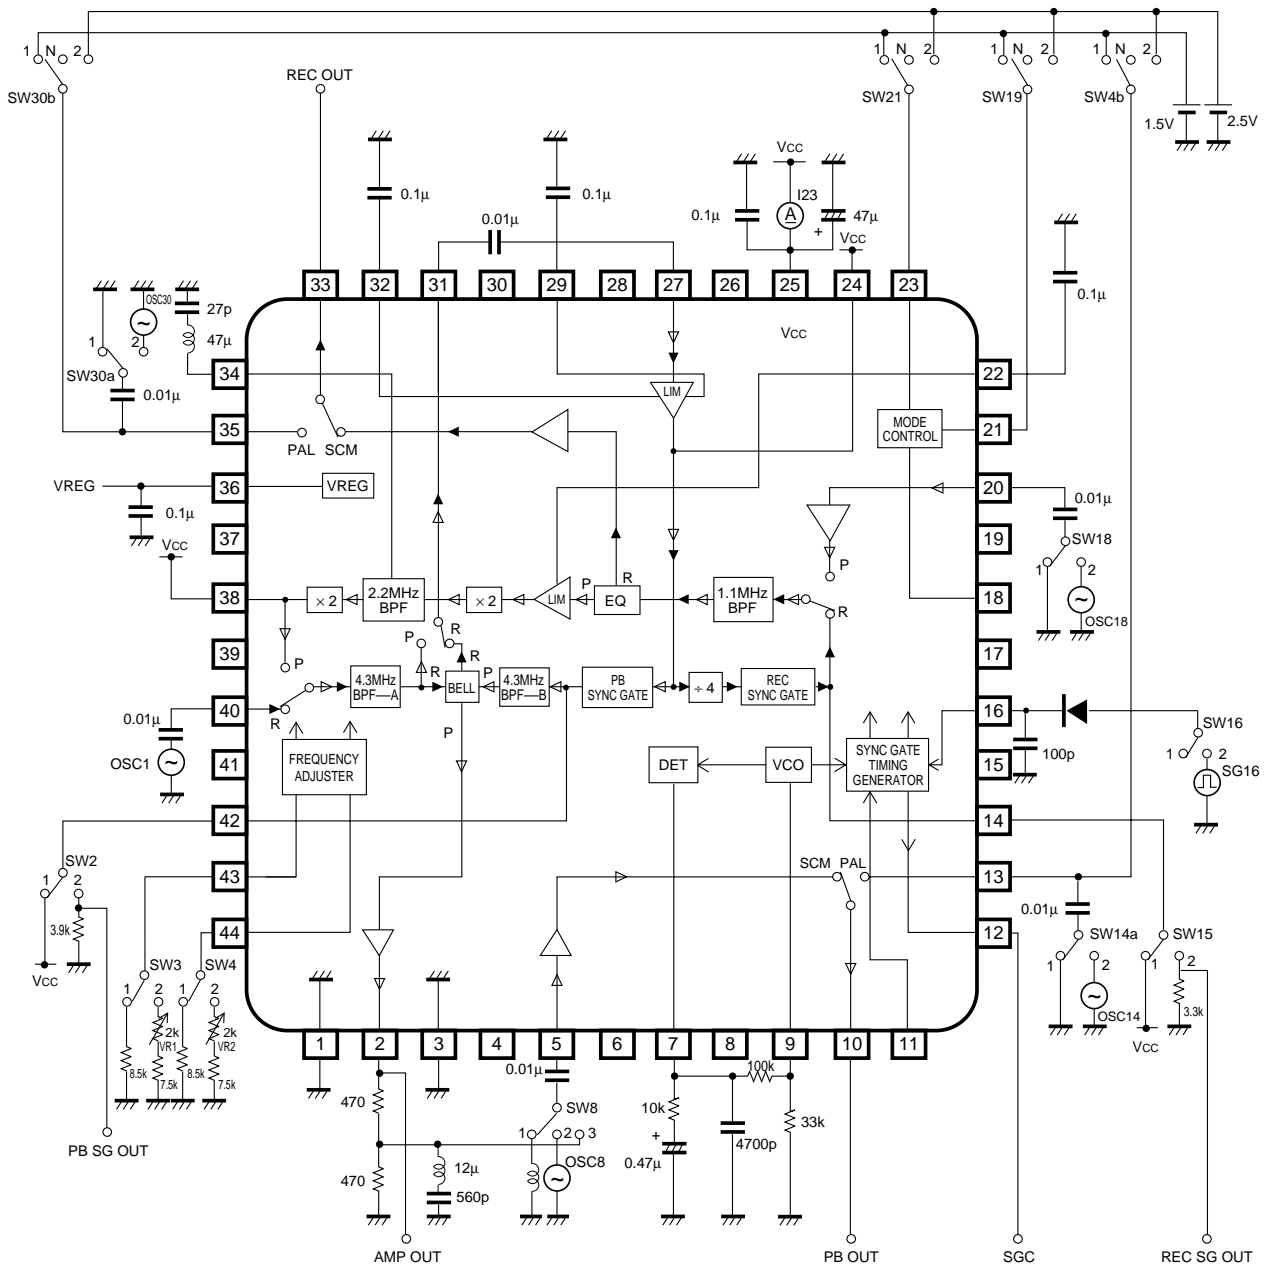 1 N 2
SW30b
REC OUT
1 N 2
SW21
1 N 2
SW19
1 N 2
SW4b
1.5V
2.5V
0.1µ
0.01µ
0.1µ
0.1µ
VCC
I23
A
+
47µ
VCC
0.1µ
33 32 31 30 29 28 27 26 25 24 23
OSC30
27p
47µ
1
2
SW30a
0.01µ
VCC
34
22
LIM
35
PAL SCM
MODE
CONTROL
21
VREG
36
VREG
20
0.01µ
0.1µ
37
19
SW18
1 2
OSC18
VCC
38
× 2
2.2MHz
BPF
× 2
LIM
P
EQ
R
1.1MHz
BPF
P
R
18
39
P
P
R
17
4.3MHz
BPF—A
R
R
BELL
P
4.3MHz
BPF—B
PB
SYNC GATE
÷ 4
REC
SYNC GATE
40
R
P
0.01µ
OSC1
16
100p
SW16
1 2
SG16
41
FREQUENCY
ADJUSTER
DET
VCO
SYNC GATE
TIMING
GENERATOR
15
42
14
SW2
1 2
3.9k
VCC
43
SCM PAL
13
0.01µ
44
12
SW3
1 2
2k
VR1
8.5k
7.5k
SW4
1 2
2k
VR2
8.5k
7.5k
SW14a
1 2
OSC14
SW15
1 2
3.3k
VCC
1 2 3 4 5 6 7 8 9 10 11
PB SG OUT
470
470
12µ
560p
0.01µ
SW8
1 2 3
OSC8
10k
+
0.47µ
100k
4700p
33k
AMP OUT
PB OUT
SGC
REC SG OUT